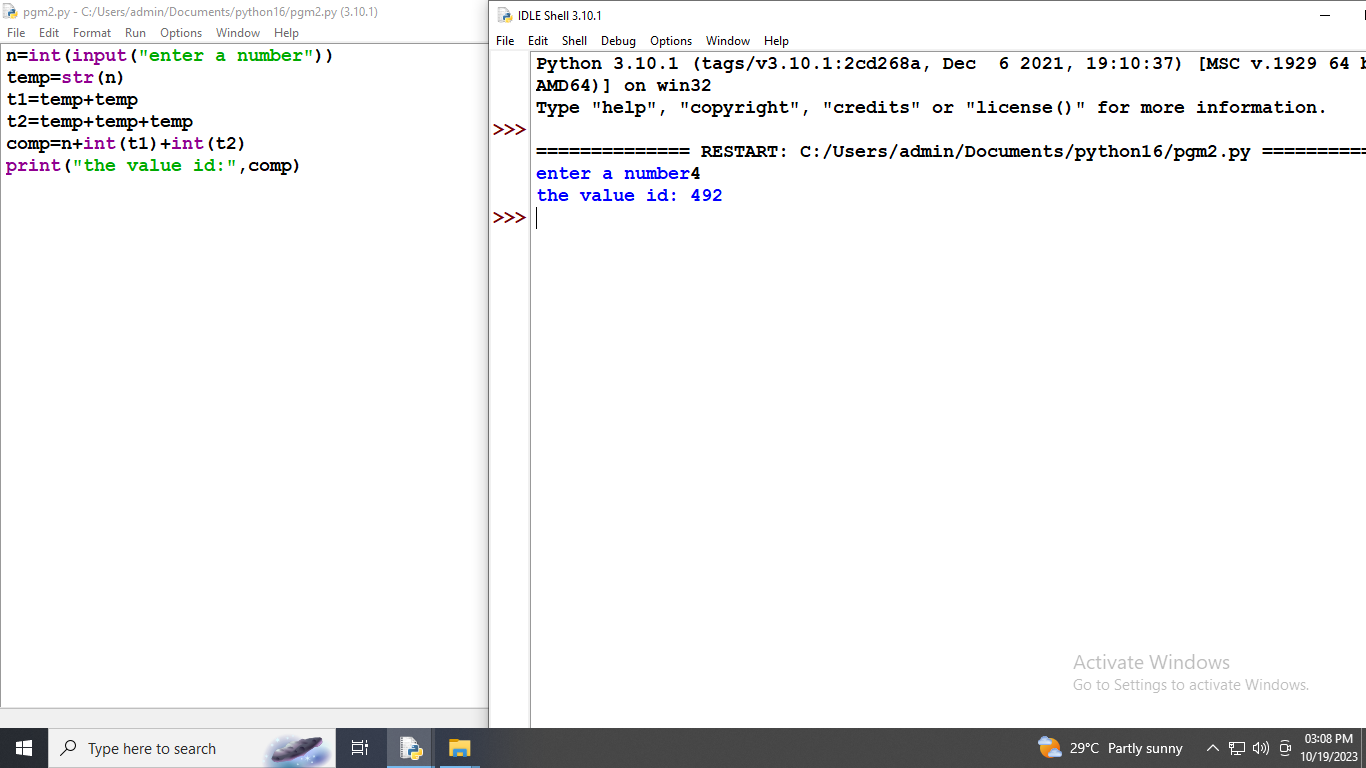 pgm2.py - C:/Users/admin/Documents/python16/pgm2.py (3.10.1)
File Edit Format Run Options Window Help
n=int(input("enter a number"))
temp=str(n)
t1=temp+temp
t2=temp+temp+temp
comp=n+int(t1)+int(t2)
print("the value id:",comp)
IDLE Shell 3.10.1
File Edit Shell Debug Options Window Help
Python 3.10.1 (tags/v3.10.1:2cd268a, Dec  6 2021, 19:10:37) [MSC v.1929 64 b
AMD64)] on win32
Type "help", "copyright", "credits" or "license()" for more information.
>>>
============== RESTART: C:/Users/admin/Documents/python16/pgm2.py ==========
enter a number4
the value id: 492
>>>
Activate Windows
Go to Settings to activate Windows.
Type here to search
29°C Partly sunny
03:08 PM
10/19/2023